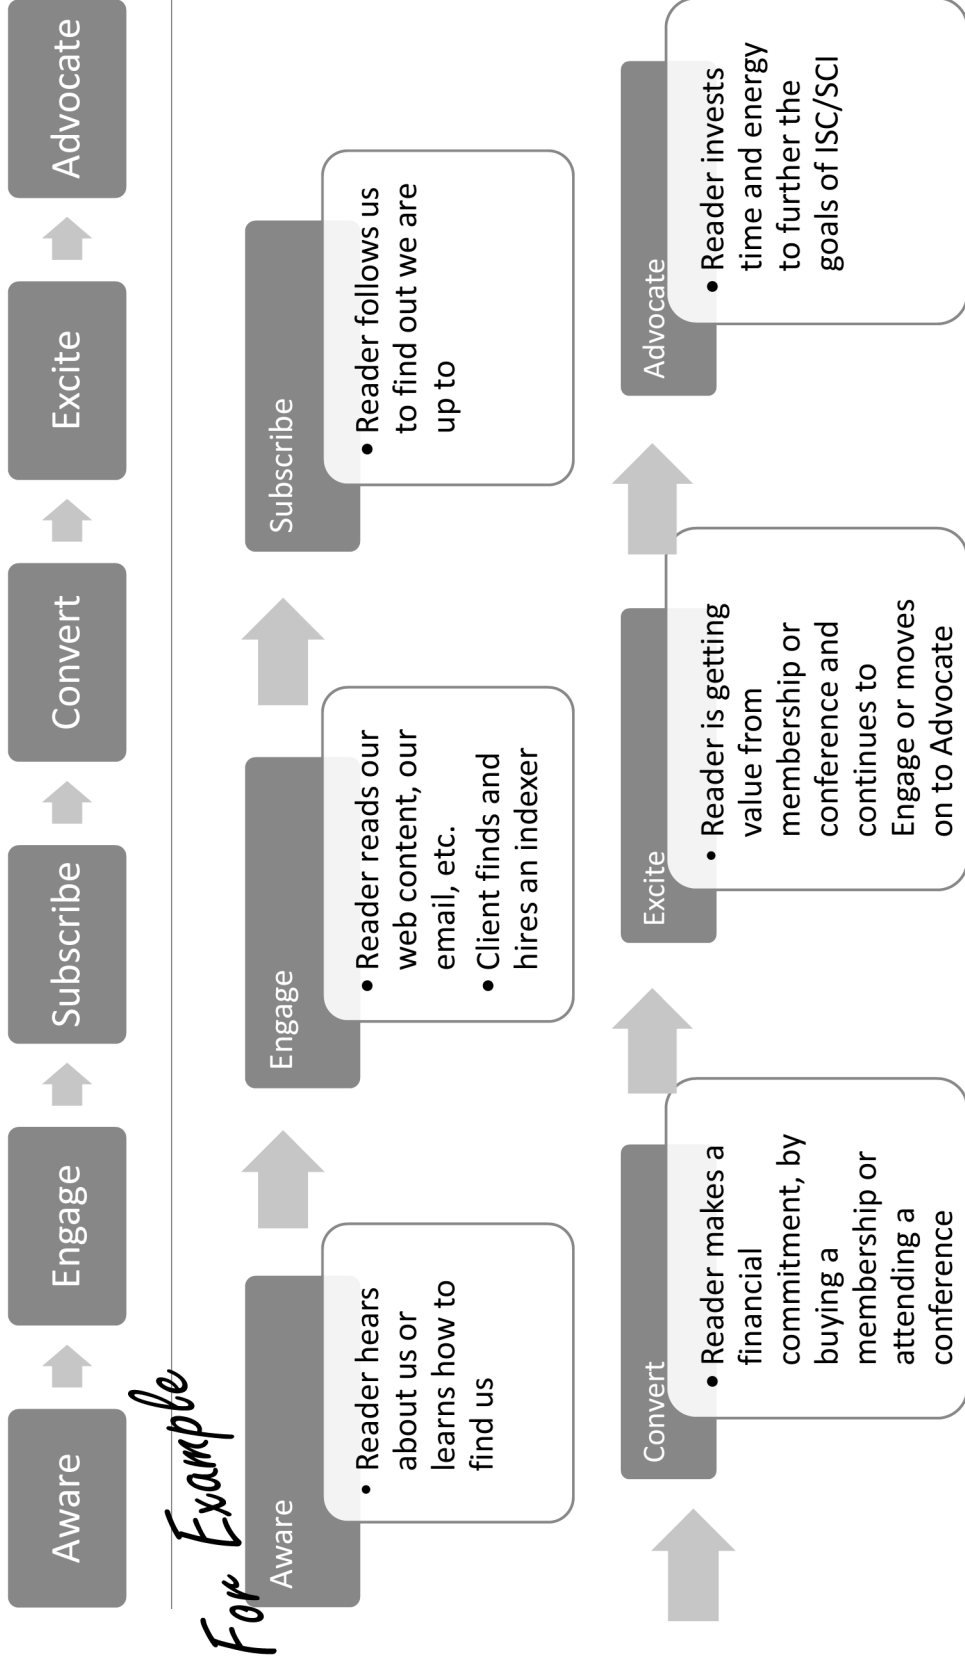 Aware
Engage
Subscribe
Convert
Excite
Advocate
For Example
Aware
• Reader hears
about us or
learns how to
find us
Engage
• Reader reads our
web content, our
email, etc.
• Client finds and
hires an indexer
Subscribe
• Reader follows us
to find out we are
up to
Convert
• Reader makes a
financial
commitment, by
buying a
membership or
attending a
conference
Excite
• Reader is getting
value from
membership or
conference and
continues to
Engage or moves
on to Advocate
Advocate
• Reader invests
time and energy
to further the
goals of ISC/SCI